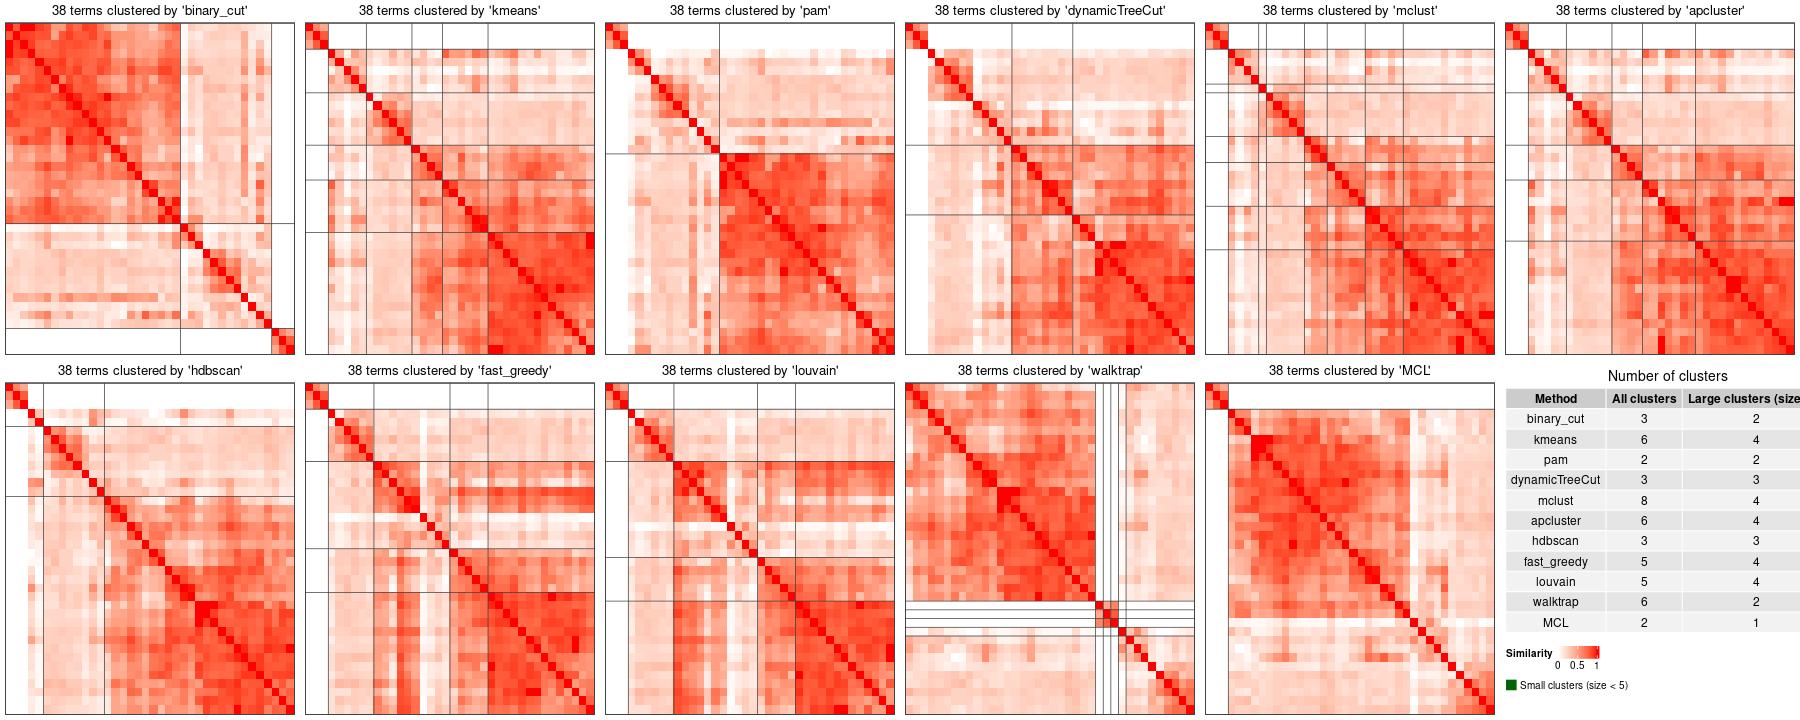 38 terms clustered by 'binary_cut'
38 terms clustered by 'kmeans'
38 terms clustered by 'pam'
38 terms clustered by 'dynamicTreeCut'
38 terms clustered by 'mclust'
38 terms clustered by 'apcluster'
38 terms clustered by 'hdbscan'
38 terms clustered by 'fast_greedy'
38 terms clustered by 'louvain'
38 terms clustered by 'walktrap'
38 terms clustered by 'MCL'
Number of clusters
Method All clusters Large clusters (size
binary_cut 3 2
kmeans 6 4
pam 2 2
dynamicTreeCut 3 3
mclust 8 4
apcluster 6 4
hdbscan 3 3
fast_greedy 5 4
louvain 5 4
walktrap 6 2
MCL 2 1
Similarity
0 0.5 1
Small clusters (size < 5)